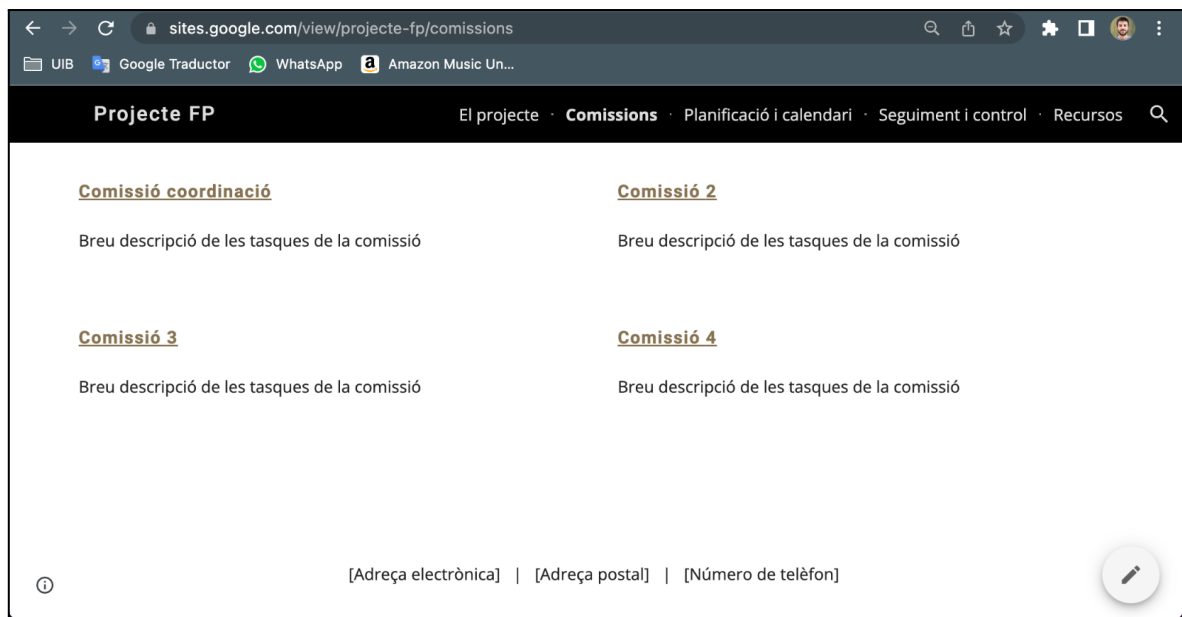 sites.google.com/view/projecte-fp/comissions
UIB Google Traductor WhatsApp a Amazon Music Un...
Projecte FP El projecte · Comissions · Planificació i calendari · Seguiment i control · Recursos
Comissió coordinació
Breu descripció de les tasques de la comissió
Comissió 2
Breu descripció de les tasques de la comissió
Comissió 3
Breu descripció de les tasques de la comissió
Comissió 4
Breu descripció de les tasques de la comissió
[Adreça electrònica] | [Adreça postal] | [Número de telèfon]